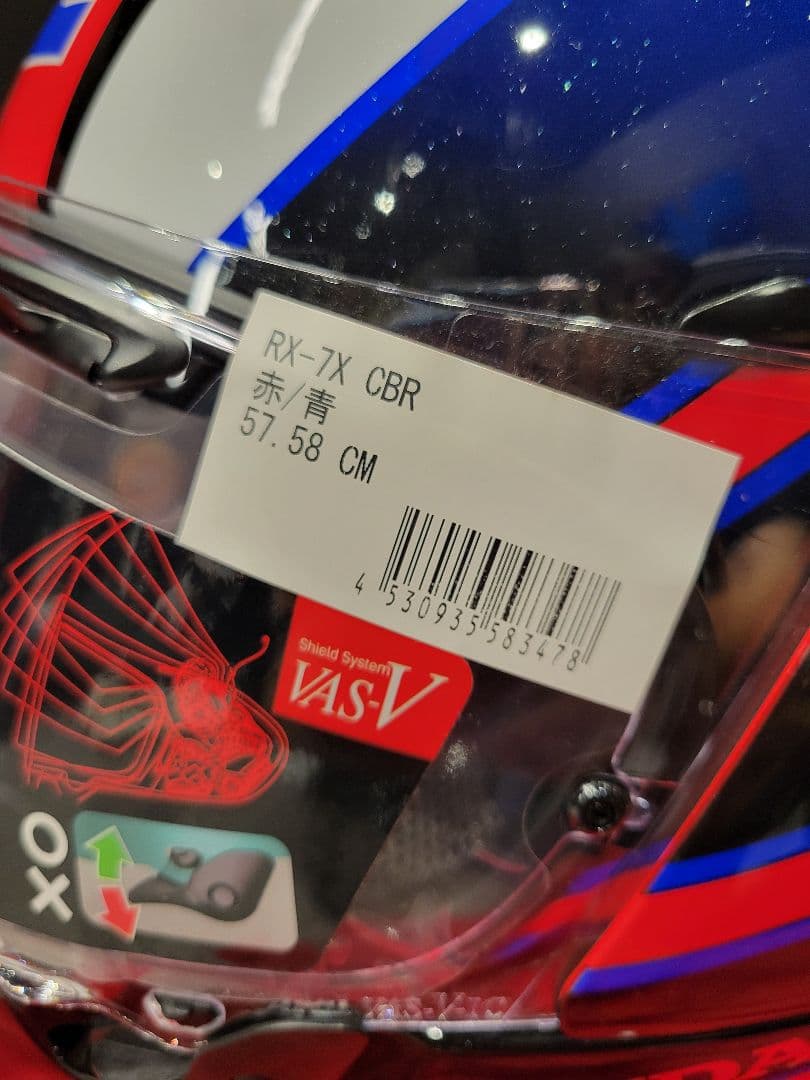 RX-7X CBR
赤/青
57.58 CM
4 530935 583478
Shield System
VAS-V
O
X